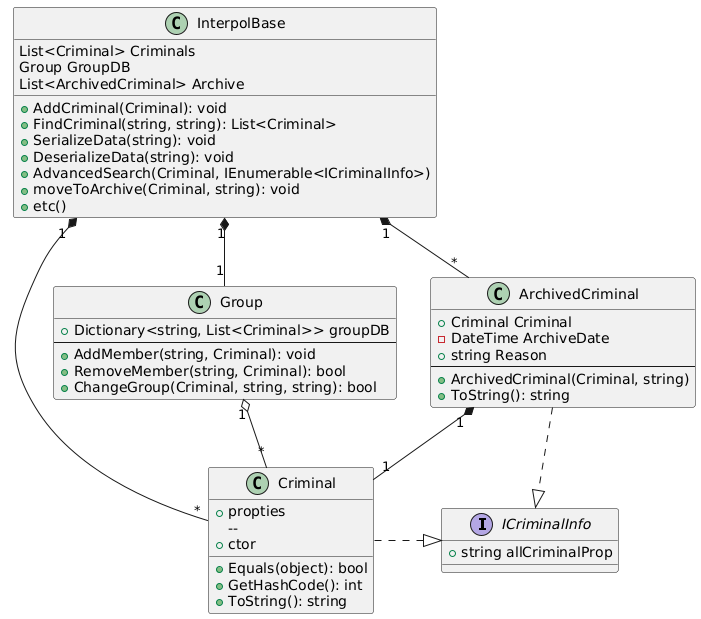 C InterpolBase
List<Criminal> Criminals
Group GroupDB
List<ArchivedCriminal> Archive
AddCriminal(Criminal): void
FindCriminal(string, string): List<Criminal>
SerializeData(string): void
DeserializeData(string): void
AdvancedSearch(Criminal, IEnumerable<ICriminalInfo>)
moveToArchive(Criminal, string): void
etc()
1
1
1
1
*
C Group
Dictionary<string, List<Criminal>> groupDB
AddMember(string, Criminal): void
RemoveMember(string, Criminal): bool
ChangeGroup(Criminal, string, string): bool
C ArchivedCriminal
Criminal Criminal
DateTime ArchiveDate
string Reason
ArchivedCriminal(Criminal, string)
ToString(): string
1
*
1
1
*
C Criminal
propties
--
ctor
Equals(object): bool
GetHashCode(): int
ToString(): string
I ICriminalInfo
string allCriminalProp